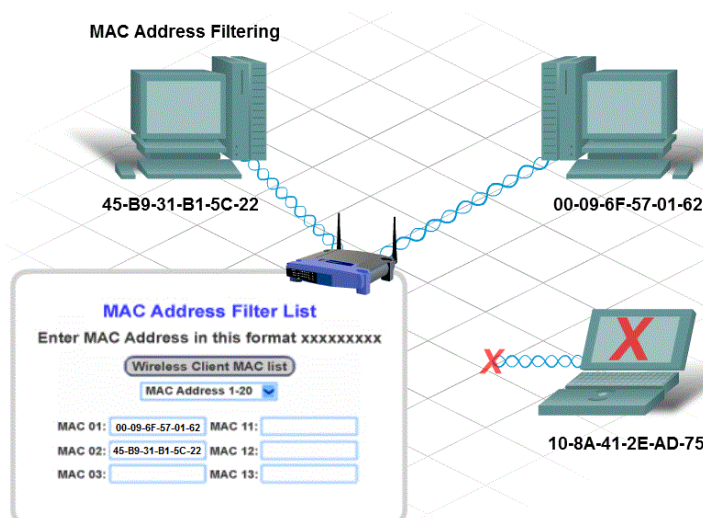 MAC Address Filtering
45-B9-31-B1-5C-22
00-09-6F-57-01-62
MAC Address Filter List
Enter MAC Address in this format xxxxxxxxx
Wireless Client MAC list
MAC Address 1-20
MAC 01: 00-09-6F-57-01-62 MAC 11:
MAC 02: 45-B9-31-B1-5C-22 MAC 12:
MAC 03: MAC 13:
X
X
10-8A-41-2E-AD-75